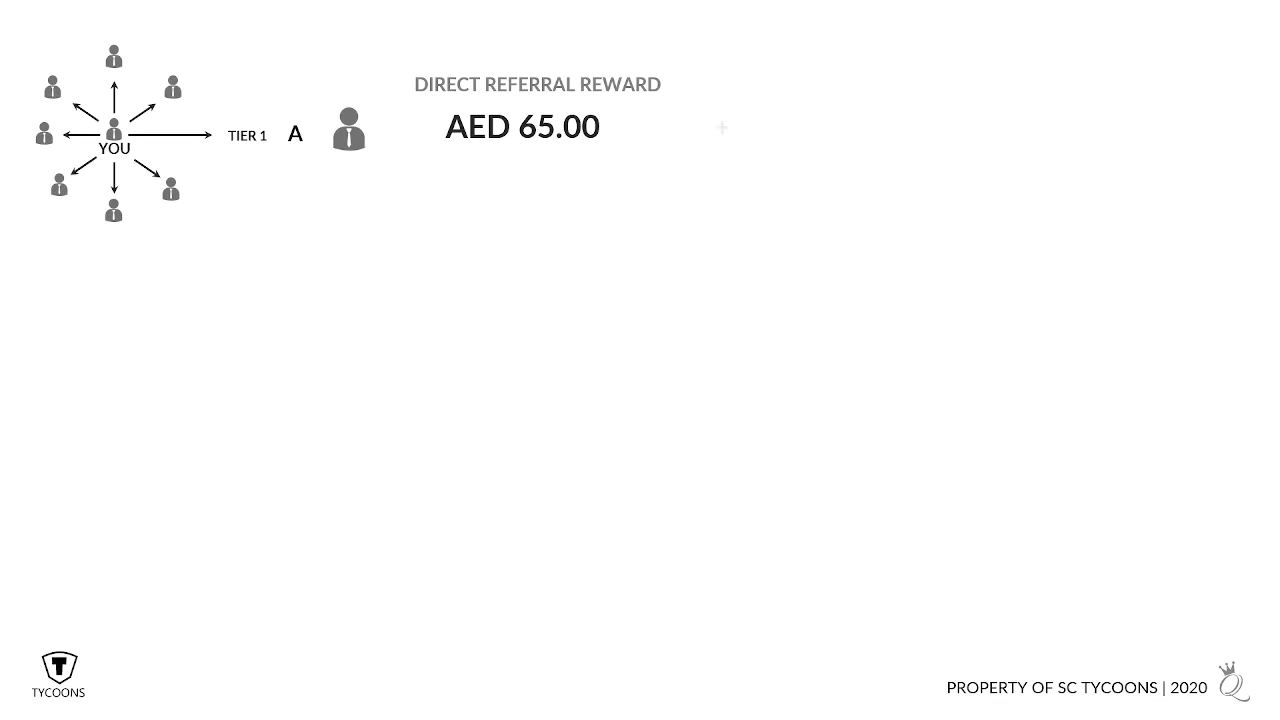 DIRECT REFERRAL REWARD
AED 65.00
+
TIER 1
A
YOU
T
TYCOONS
PROPERTY OF SC TYCOONS | 2020
Q